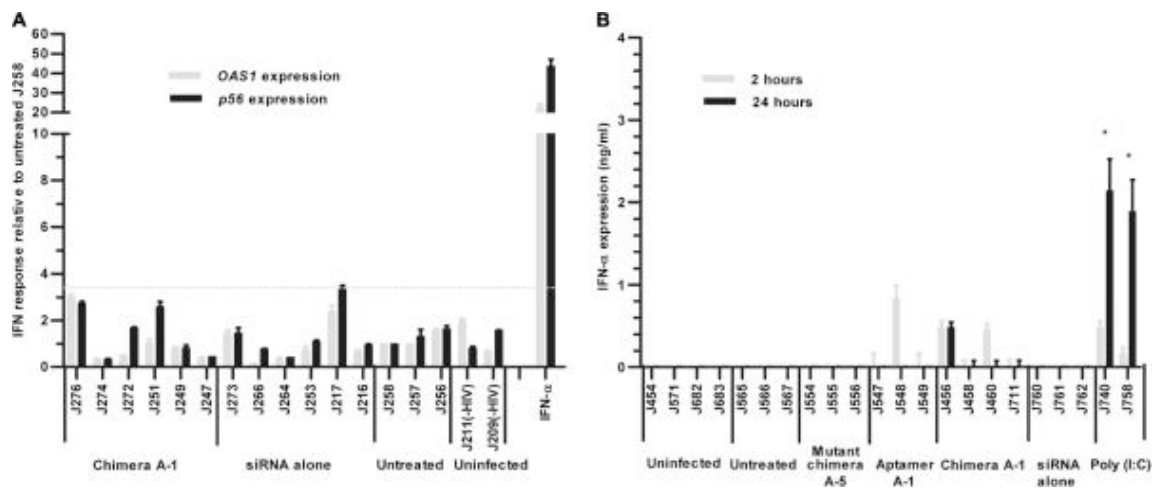 A
IFN response relative to untreated J258
60
50
40
30
20
10
8
6
4
2
0
OAS1 expression
p56 expression
J276
J274
J272
J251
J249
J247
J273
J266
J264
J253
J217
J216
J258
J257
J256
J211(-HIV)
J209(-HIV)
IFN-α
Chimera A-1
siRNA alone
Untreated
Uninfected
B
IFN-α expression (ng/ml)
4
3
2
1
0
2 hours
24 hours
*
*
J454
J571
J682
J683
J565
J566
J567
J554
J555
J556
J547
J548
J549
J456
J458
J460
J711
J760
J761
J762
J740
J758
Uninfected
Untreated
Mutant
chimera
A-5
Aptamer
A-1
Chimera A-1
siRNA
alone
Poly (I:C)